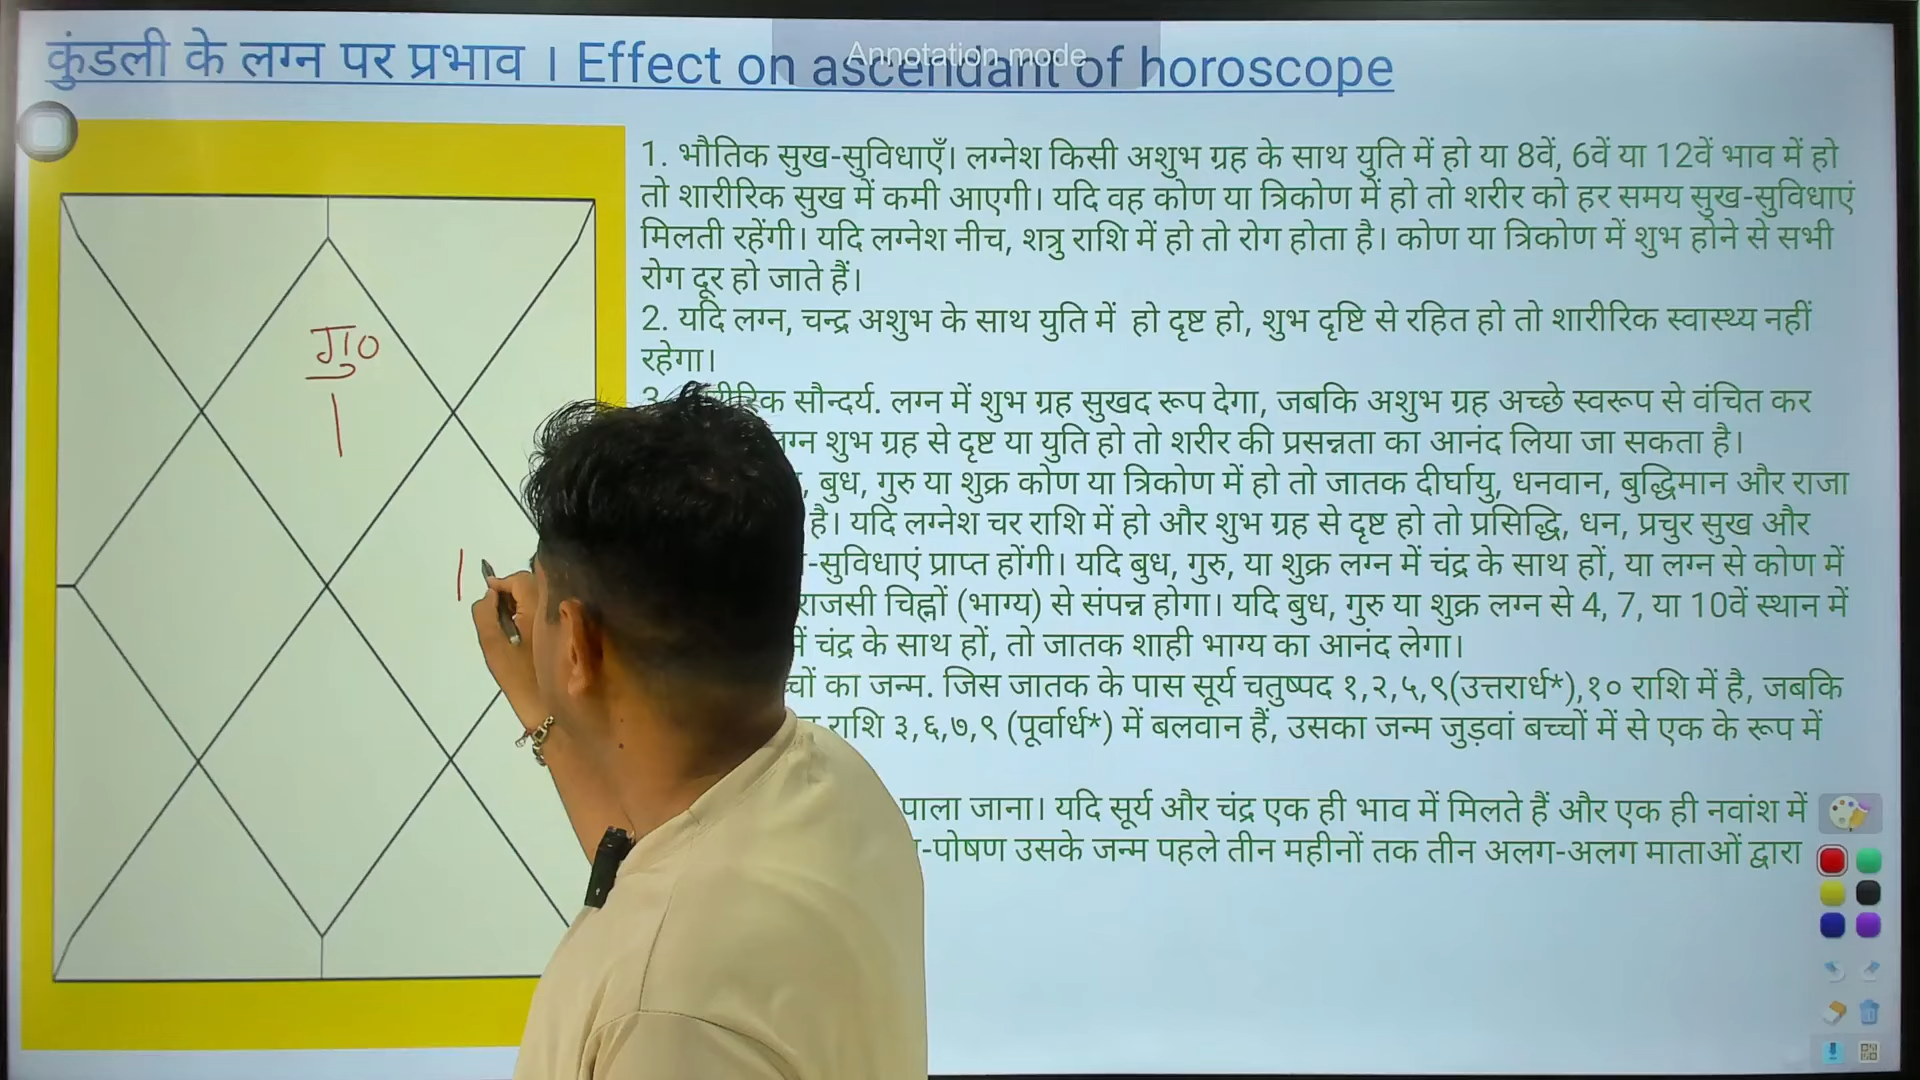 कुंडली के लग्न पर प्रभाव । Effect on ascendant of horoscope
Annotation mode
1. भौतिक सुख-सुविधाएँ। लग्नेश किसी अशुभ ग्रह के साथ युति में हो या 8वें, 6वें या 12वें भाव में हो
तो शारीरिक सुख में कमी आएगी। यदि वह कोण या त्रिकोण में हो तो शरीर को हर समय सुख-सुविधाएं
मिलती रहेंगी। यदि लग्नेश नीच, शत्रु राशि में हो तो रोग होता है। कोण या त्रिकोण में शुभ होने से सभी
रोग दूर हो जाते हैं।
2. यदि लग्न, चन्द्र अशुभ के साथ युति में हो दृष्ट हो, शुभ दृष्टि से रहित हो तो शारीरिक स्वास्थ्य नहीं
रहेगा।
सौन्दर्य. लग्न में शुभ ग्रह सुखद रूप देगा, जबकि अशुभ ग्रह अच्छे स्वरूप से वंचित कर
शुभ ग्रह से दृष्ट या युति हो तो शरीर की प्रसन्नता का आनंद लिया जा सकता है।
, बुध, गुरु या शुक्र कोण या त्रिकोण में हो तो जातक दीर्घायु, धनवान, बुद्धिमान और राजा
है। यदि लग्नेश चर राशि में हो और शुभ ग्रह से दृष्ट हो तो प्रसिद्धि, धन, प्रचुर सुख और
-सुविधाएं प्राप्त होंगी। यदि बुध, गुरु, या शुक्र लग्न में चंद्र के साथ हों, या लग्न से कोण में
राजसी चिह्नों (भाग्य) से संपन्न होगा। यदि बुध, गुरु या शुक्र लग्न से 4, 7, या 10वें स्थान में
चंद्र के साथ हों, तो जातक शाही भाग्य का आनंद लेगा।
का जन्म. जिस जातक के पास सूर्य चतुष्पद १,२,५,९(उत्तरार्ध*),१० राशि में है, जबकि
राशि ३,६,७,९ (पूर्वार्ध*) में बलवान हैं, उसका जन्म जुड़वां बच्चों में से एक के रूप में
पाला जाना। यदि सूर्य और चंद्र एक ही भाव में मिलते हैं और एक ही नवांश में
-पोषण उसके जन्म पहले तीन महीनों तक तीन अलग-अलग माताओं द्वारा